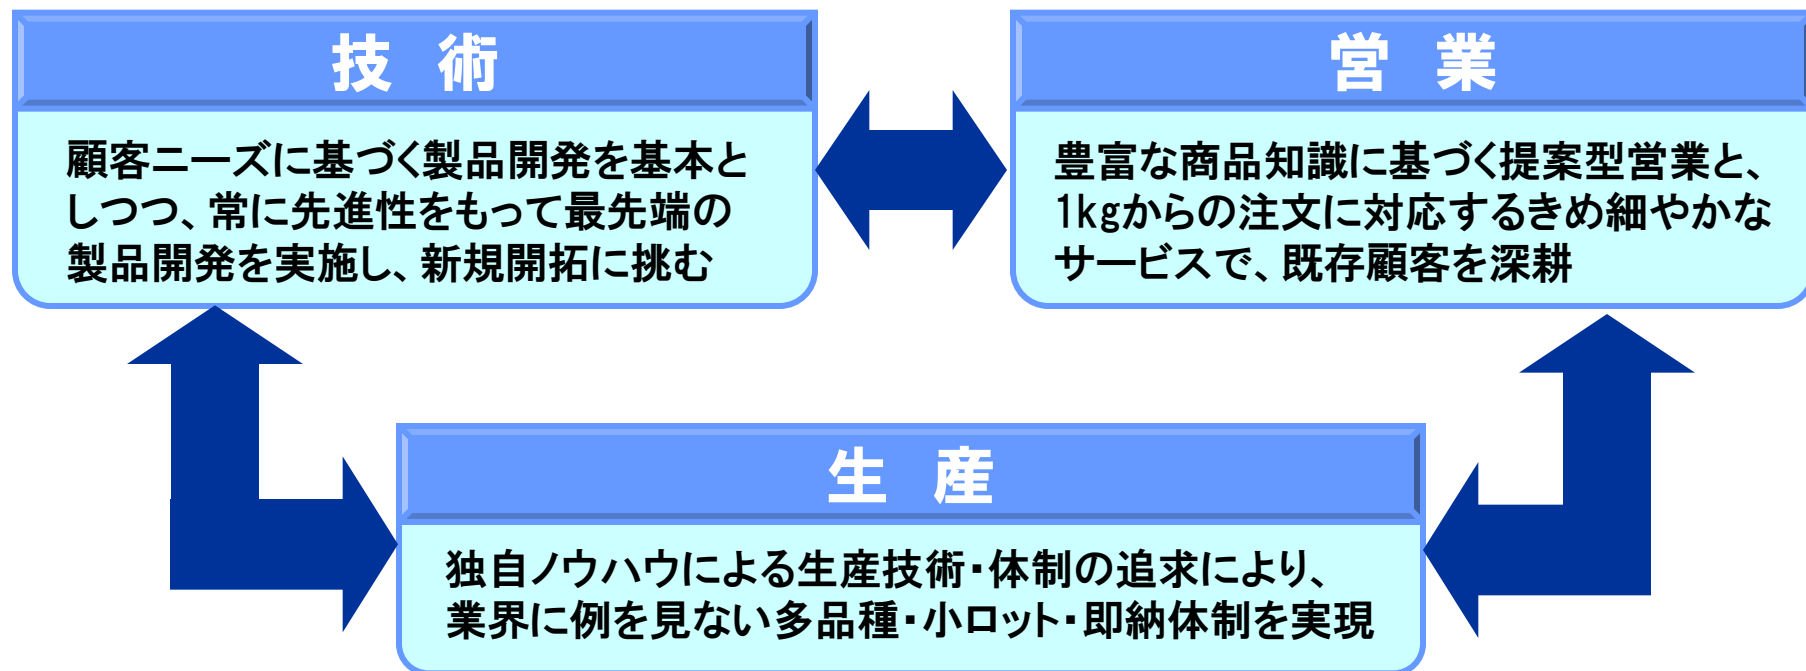 技 術
顧客ニーズに基づく製品開発を基本と
しつつ、常に先進性をもって最先端の
製品開発を実施し、新規開拓に挑む
営 業
豊富な商品知識に基づく提案型営業と、
1kgからの注文に対応するきめ細やかな
サービスで、既存顧客を深耕
生 産
独自ノウハウによる生産技術・体制の追求により、
業界に例を見ない多品種・小ロット・即納体制を実現